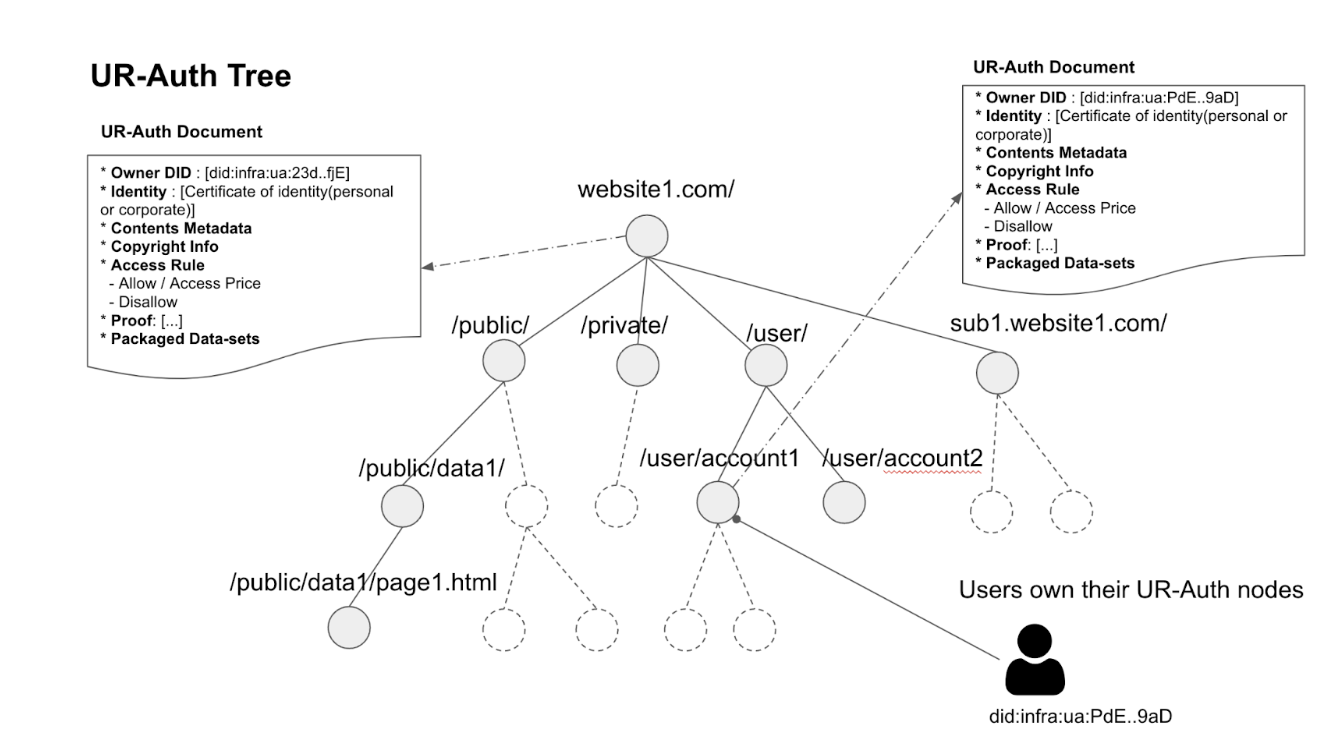 UR-Auth Tree
UR-Auth Document
* Owner DID : [did:infra:ua:23d..fjE]
* Identity : [Certificate of identity(personal
or corporate)]
* Contents Metadata
* Copyright Info
* Access Rule
- Allow / Access Price
- Disallow
* Proof: [...]
* Packaged Data-sets
UR-Auth Document
* Owner DID : [did:infra:ua:PdE..9aD]
* Identity : [Certificate of identity(personal or
corporate)]
* Contents Metadata
* Copyright Info
* Access Rule
- Allow / Access Price
- Disallow
* Proof: [...]
* Packaged Data-sets
website1.com/
/public/
/private/
/user/
sub1.website1.com/
/public/data1/
/user/account1
/user/account2
/public/data1/page1.html
Users own their UR-Auth nodes
did:infra:ua:PdE..9aD